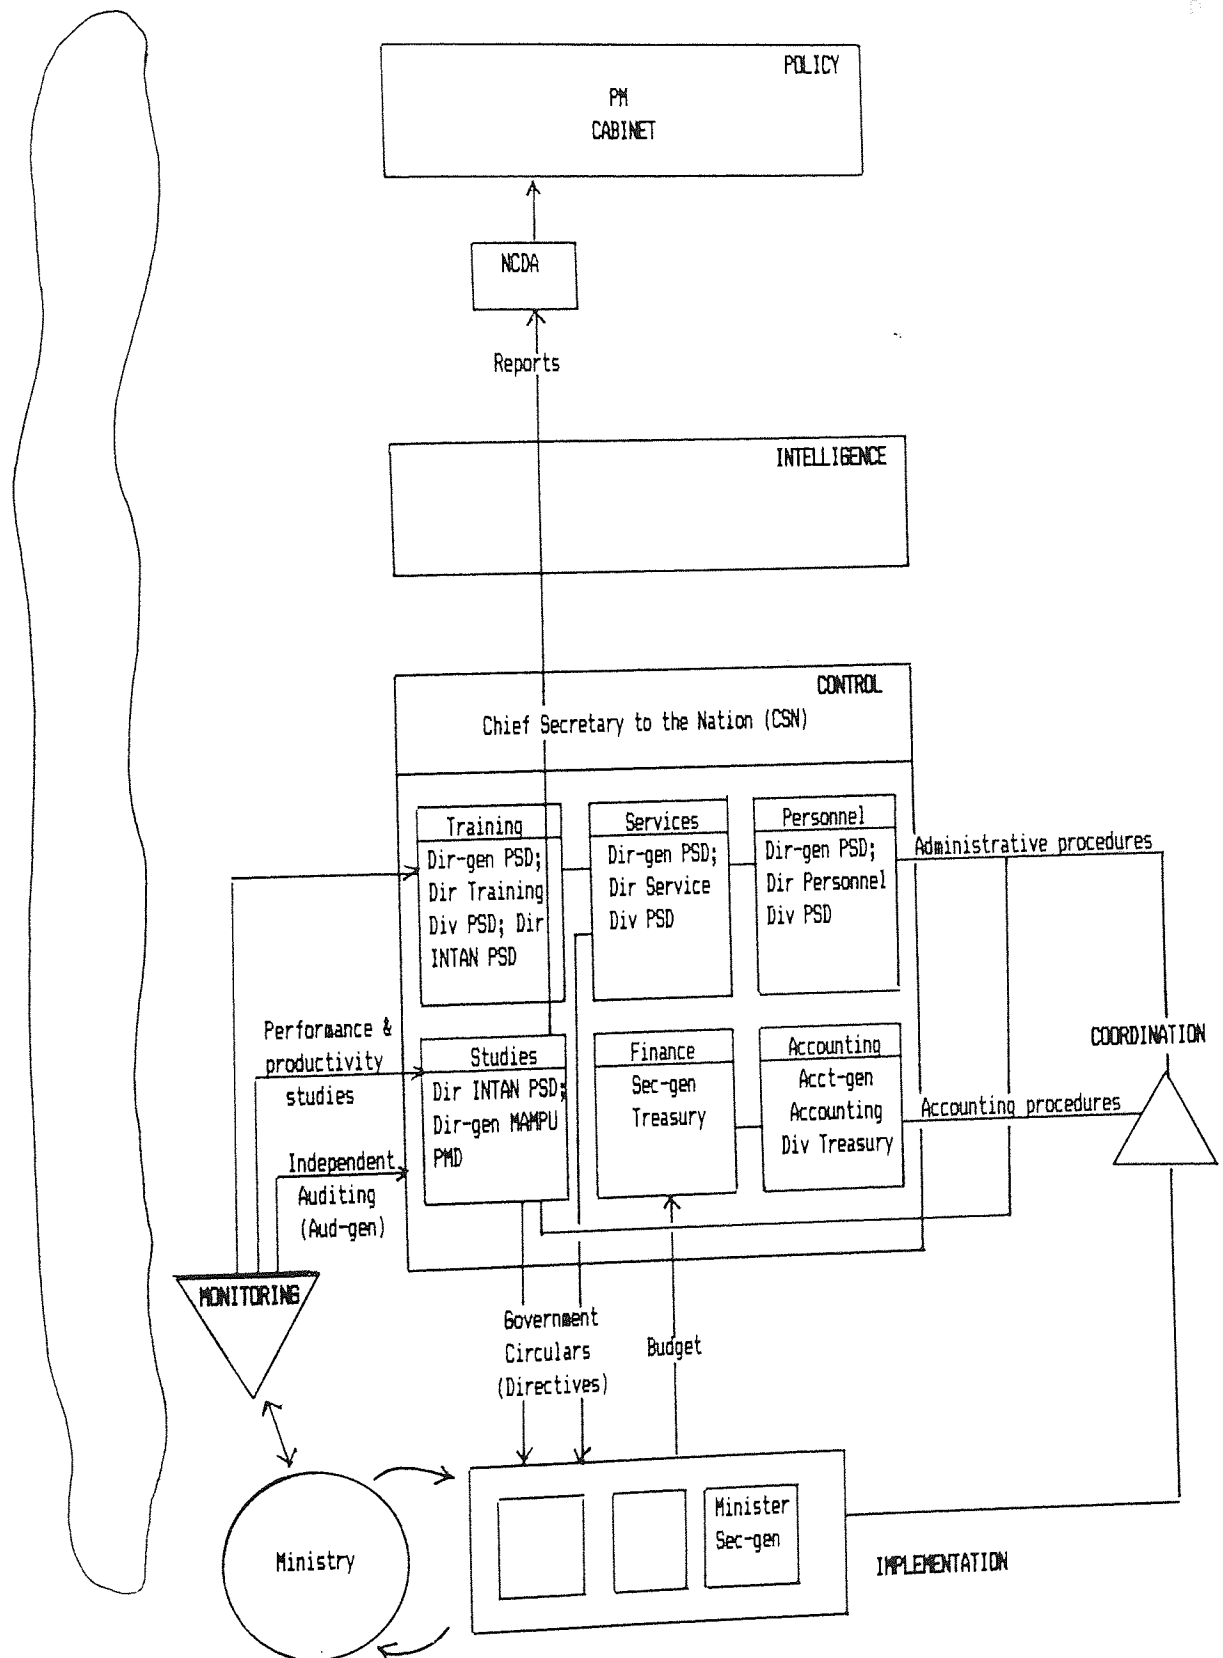 POLICY
PM
CABINET
NCDA
Reports
INTELLIGENCE
CONTROL
Chief Secretary to the Nation (CSN)
Training
Dir-gen PSD;
Dir Training
Div PSD; Dir
INTAN PSD
Services
Dir-gen PSD;
Dir Service
Div PSD
Personnel
Dir-gen PSD;
Dir Personnel
Div PSD
Administrative procedures
Performance &
productivity
studies
Studies
Dir INTAN PSD;
Dir-gen MAMPU
PMD
Finance
Sec-gen
Treasury
Accounting
Acct-gen
Accounting
Div Treasury
Accounting procedures
COORDINATION
Independent
Auditing
(Aud-gen)
MONITORING
Government
Circulars
(Directives)
Budget
Ministry
Minister
Sec-gen
IMPLEMENTATION